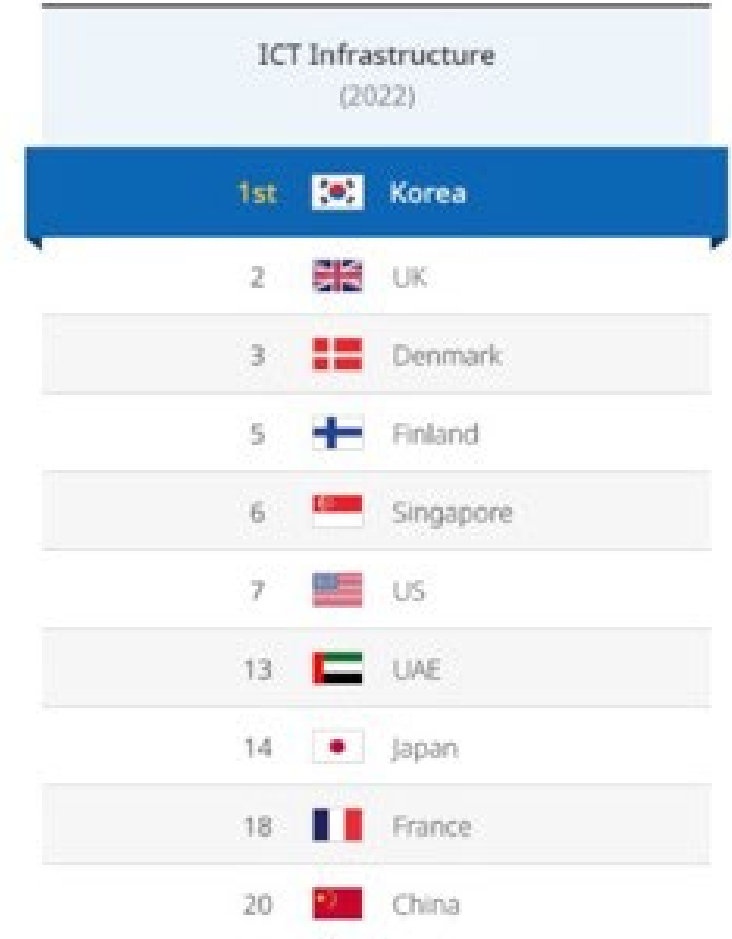 ICT Infrastructure
(2022)
1st Korea
2 UK
3 Denmark
5 Finland
6 Singapore
7 US
13 UAE
14 Japan
18 France
20 China